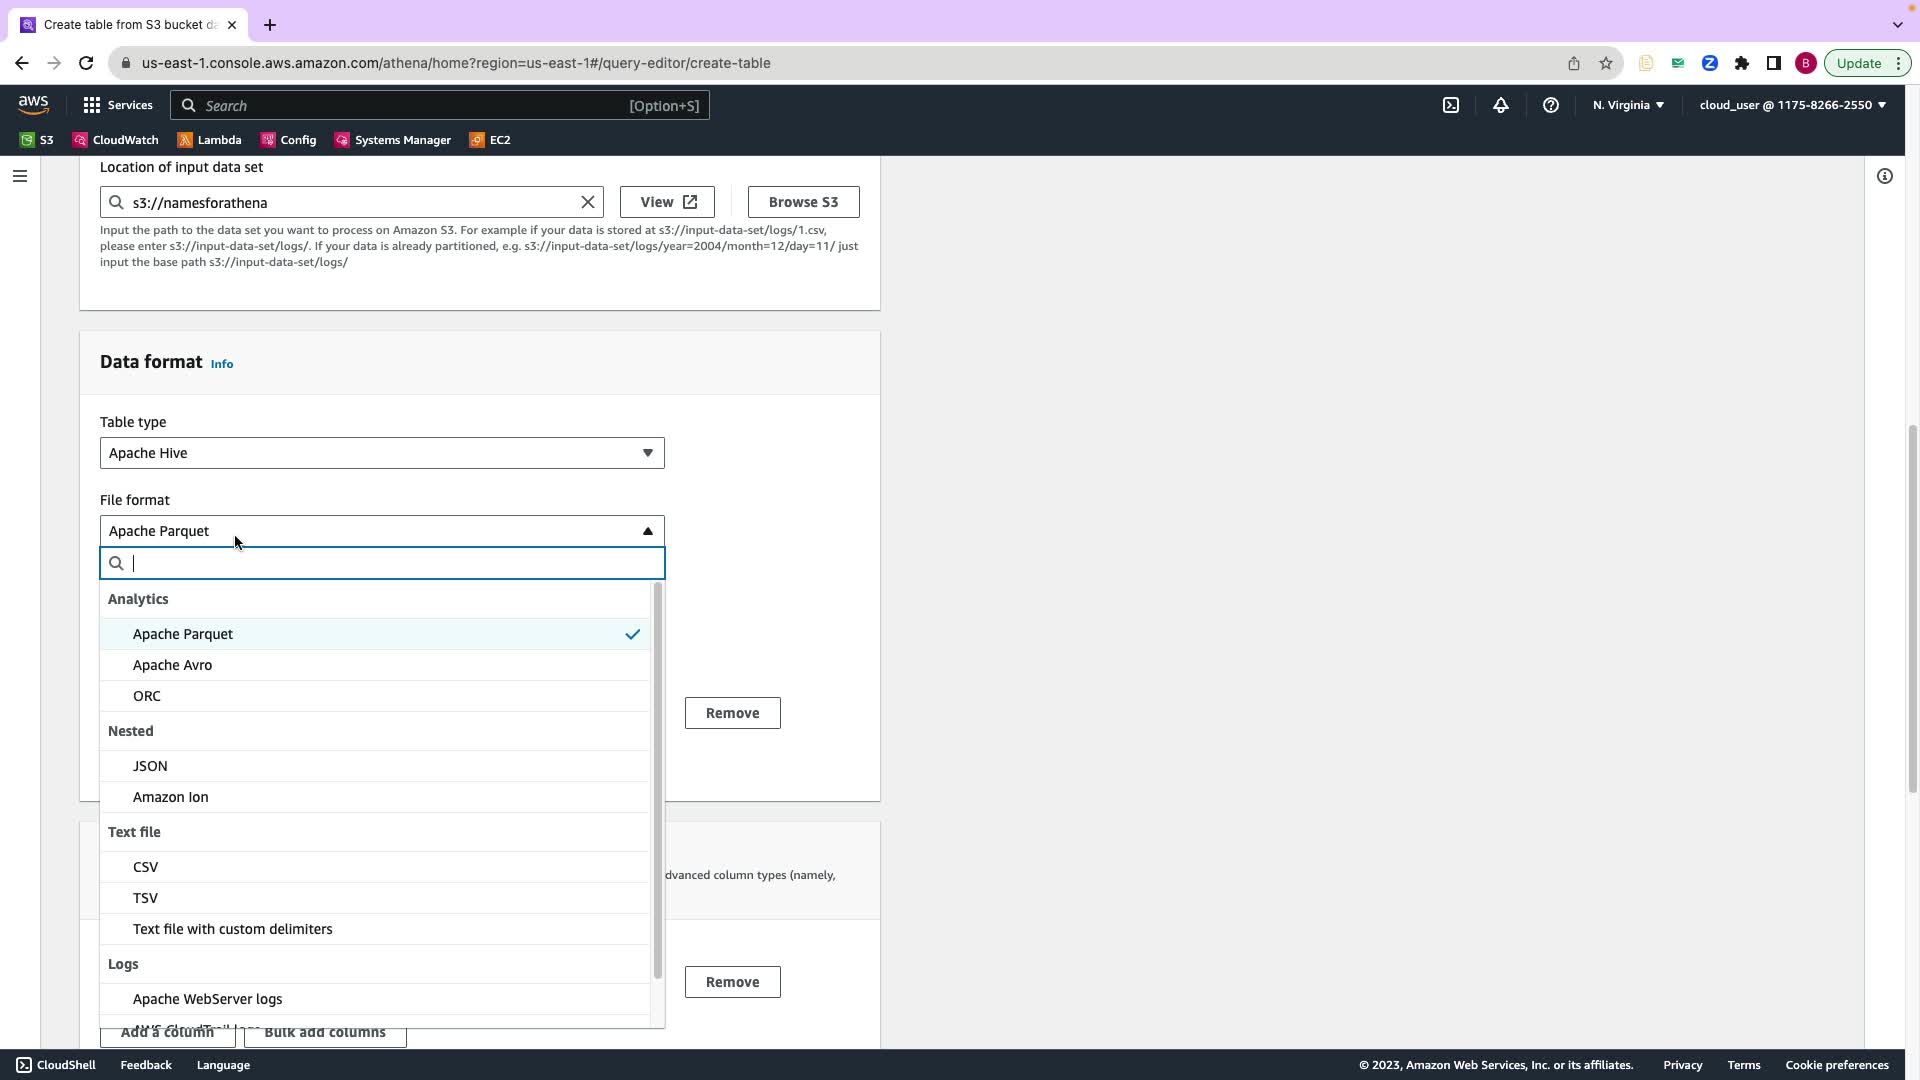 Create table from S3 bucket da
us-east-1.console.aws.amazon.com/athena/home?region=us-east-1#/query-editor/create-table
B
Update
aws
Services
Search
[Option+S]
N. Virginia
cloud_user @ 1175-8266-2550
S3
CloudWatch
Lambda
Config
Systems Manager
EC2
Location of input data set
s3://namesforathena
View
Browse S3
Input the path to the data set you want to process on Amazon S3. For example if your data is stored at s3://input-data-set/logs/1.csv,
please enter s3://input-data-set/logs/. If your data is already partitioned, e.g. s3://input-data-set/logs/year=2004/month=12/day=11/ just
input the base path s3://input-data-set/logs/
Data format Info
Table type
Apache Hive
File format
Apache Parquet
Analytics
Apache Parquet
Apache Avro
ORC
Remove
Nested
JSON
Amazon Ion
Text file
CSV
dvanced column types (namely,
TSV
Text file with custom delimiters
Logs
Remove
Apache WebServer logs
AWS CloudTrail logs
Add a column
Bulk add columns
CloudShell
Feedback
Language
© 2023, Amazon Web Services, Inc. or its affiliates.
Privacy
Terms
Cookie preferences